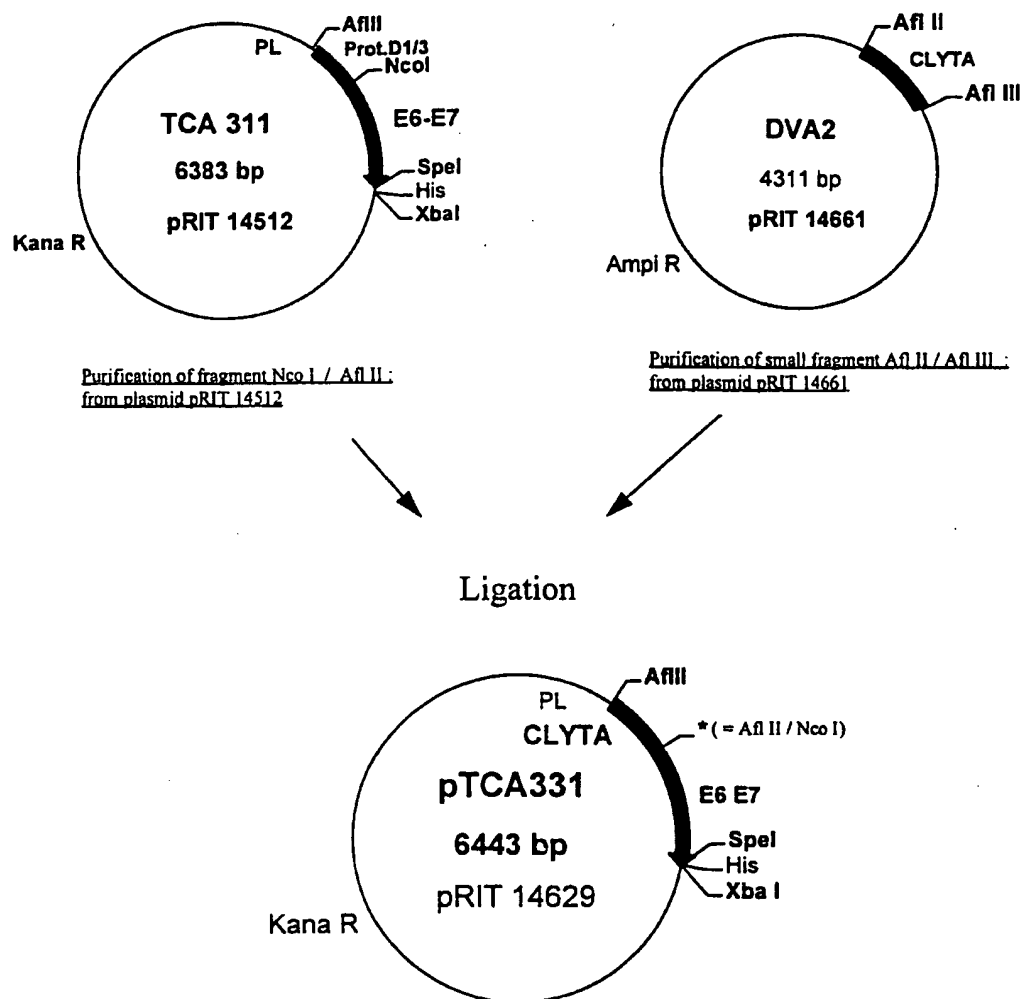 AflII
PL
Prot.D1/3
NcoI
TCA 311
E6-E7
6383 bp
SpeI
His
XbaI
pRIT 14512
Kana R
Afl II
CLYTA
Afl III
DVA2
4311 bp
pRIT 14661
Ampi R
Purification of fragment Nco I / Afl II :
from plasmid pRIT 14512
Purification of small fragment Afl II / Afl III :
from plasmid pRIT 14661
Ligation
AflII
PL
CLYTA
* ( = Afl II / Nco I)
pTCA331
E6 E7
6443 bp
SpeI
His
Xba I
pRIT 14629
Kana R